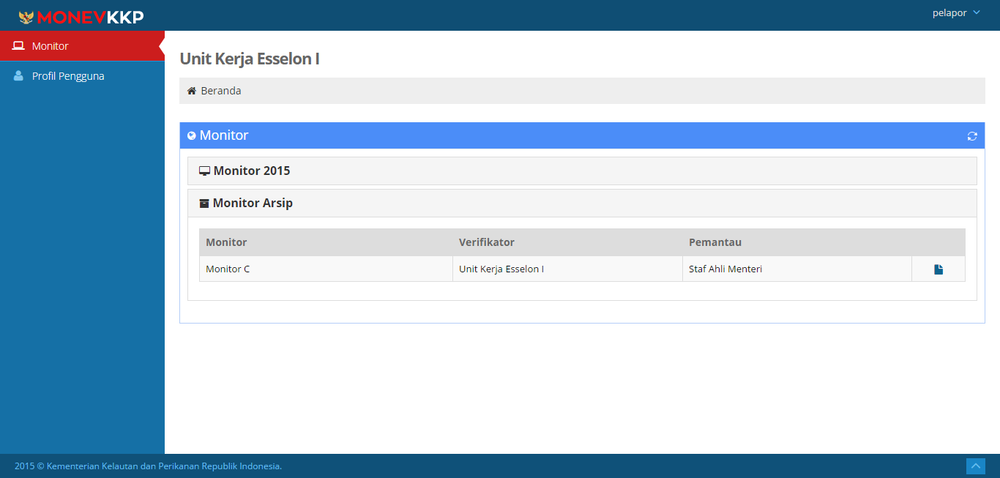 MONEVKKP
pelapor
Monitor
Profil Pengguna
Unit Kerja Esselon I
Beranda
Monitor
Monitor 2015
Monitor Arsip
Monitor Verifikator Pemantau
Monitor C Unit Kerja Esselon I Staf Ahli Menteri
2015 © Kementerian Kelautan dan Perikanan Republik Indonesia.